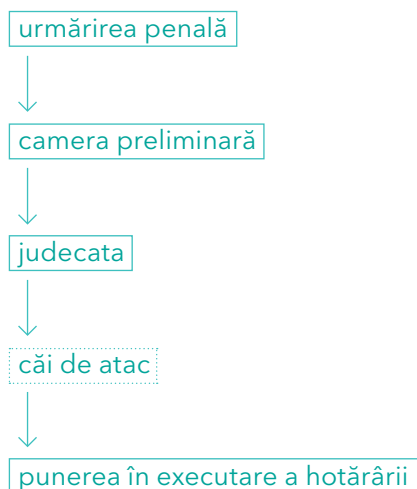 urmărirea penală
camera preliminară
judecata
căi de atac
punerea în executare a hotărârii